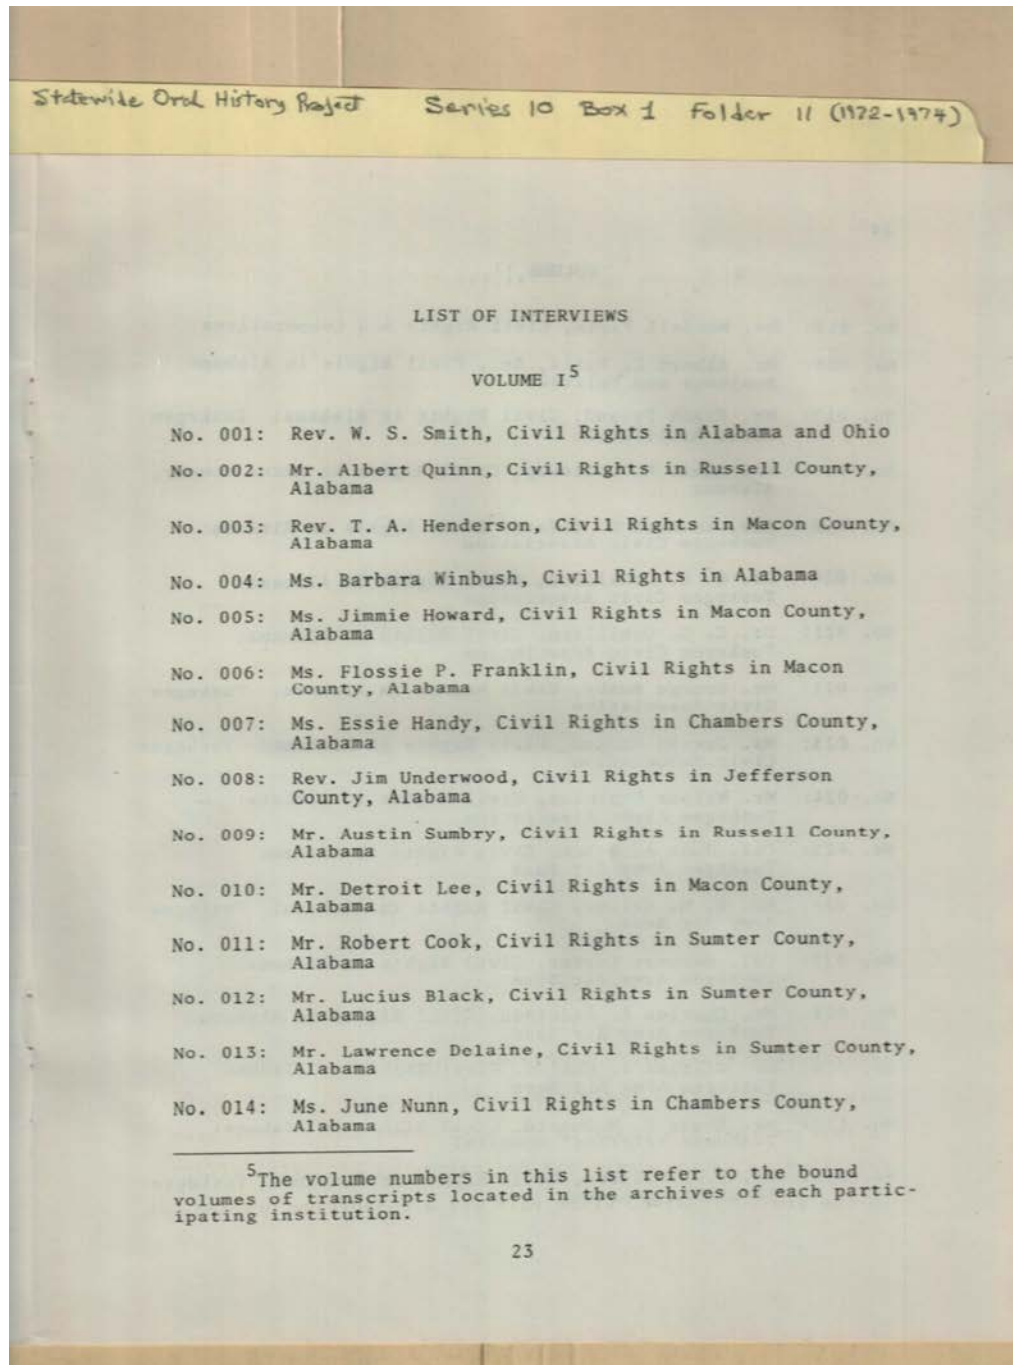 Statewide Oral History Project Series 10 Box 1 Folder 11 (1972-1974)
LIST OF INTERVIEWS
VOLUME I5
No. 001: Rev. W. S. Smith, Civil Rights in Alabama and Ohio
No. 002: Mr. Albert Quinn, Civil Rights in Russell County,
Alabama
No. 003: Rev. T. A. Henderson, Civil Rights in Macon County,
Alabama
No. 004: Ms. Barbara Winbush, Civil Rights in Alabama
No. 005: Ms. Jimmie Howard, Civil Rights in Macon County,
Alabama
No. 006: Ms. Flossie P. Franklin, Civil Rights in Macon
County, Alabama
No. 007: Ms. Essie Handy, Civil Rights in Chambers County,
Alabama
No. 008: Rev. Jim Underwood, Civil Rights in Jefferson
County, Alabama
No. 009: Mr. Austin Sumbry, Civil Rights in Russell County,
Alabama
No. 010: Mr. Detroit Lee, Civil Rights in Macon County,
Alabama
No. 011: Mr. Robert Cook, Civil Rights in Sumter County,
Alabama
No. 012: Mr. Lucius Black, Civil Rights in Sumter County,
Alabama
No. 013: Mr. Lawrence Delaine, Civil Rights in Sumter County,
Alabama
No. 014: Ms. June Nunn, Civil Rights in Chambers County,
Alabama
5The volume numbers in this list refer to the bound
volumes of transcripts located in the archives of each partic-
ipating institution.
23